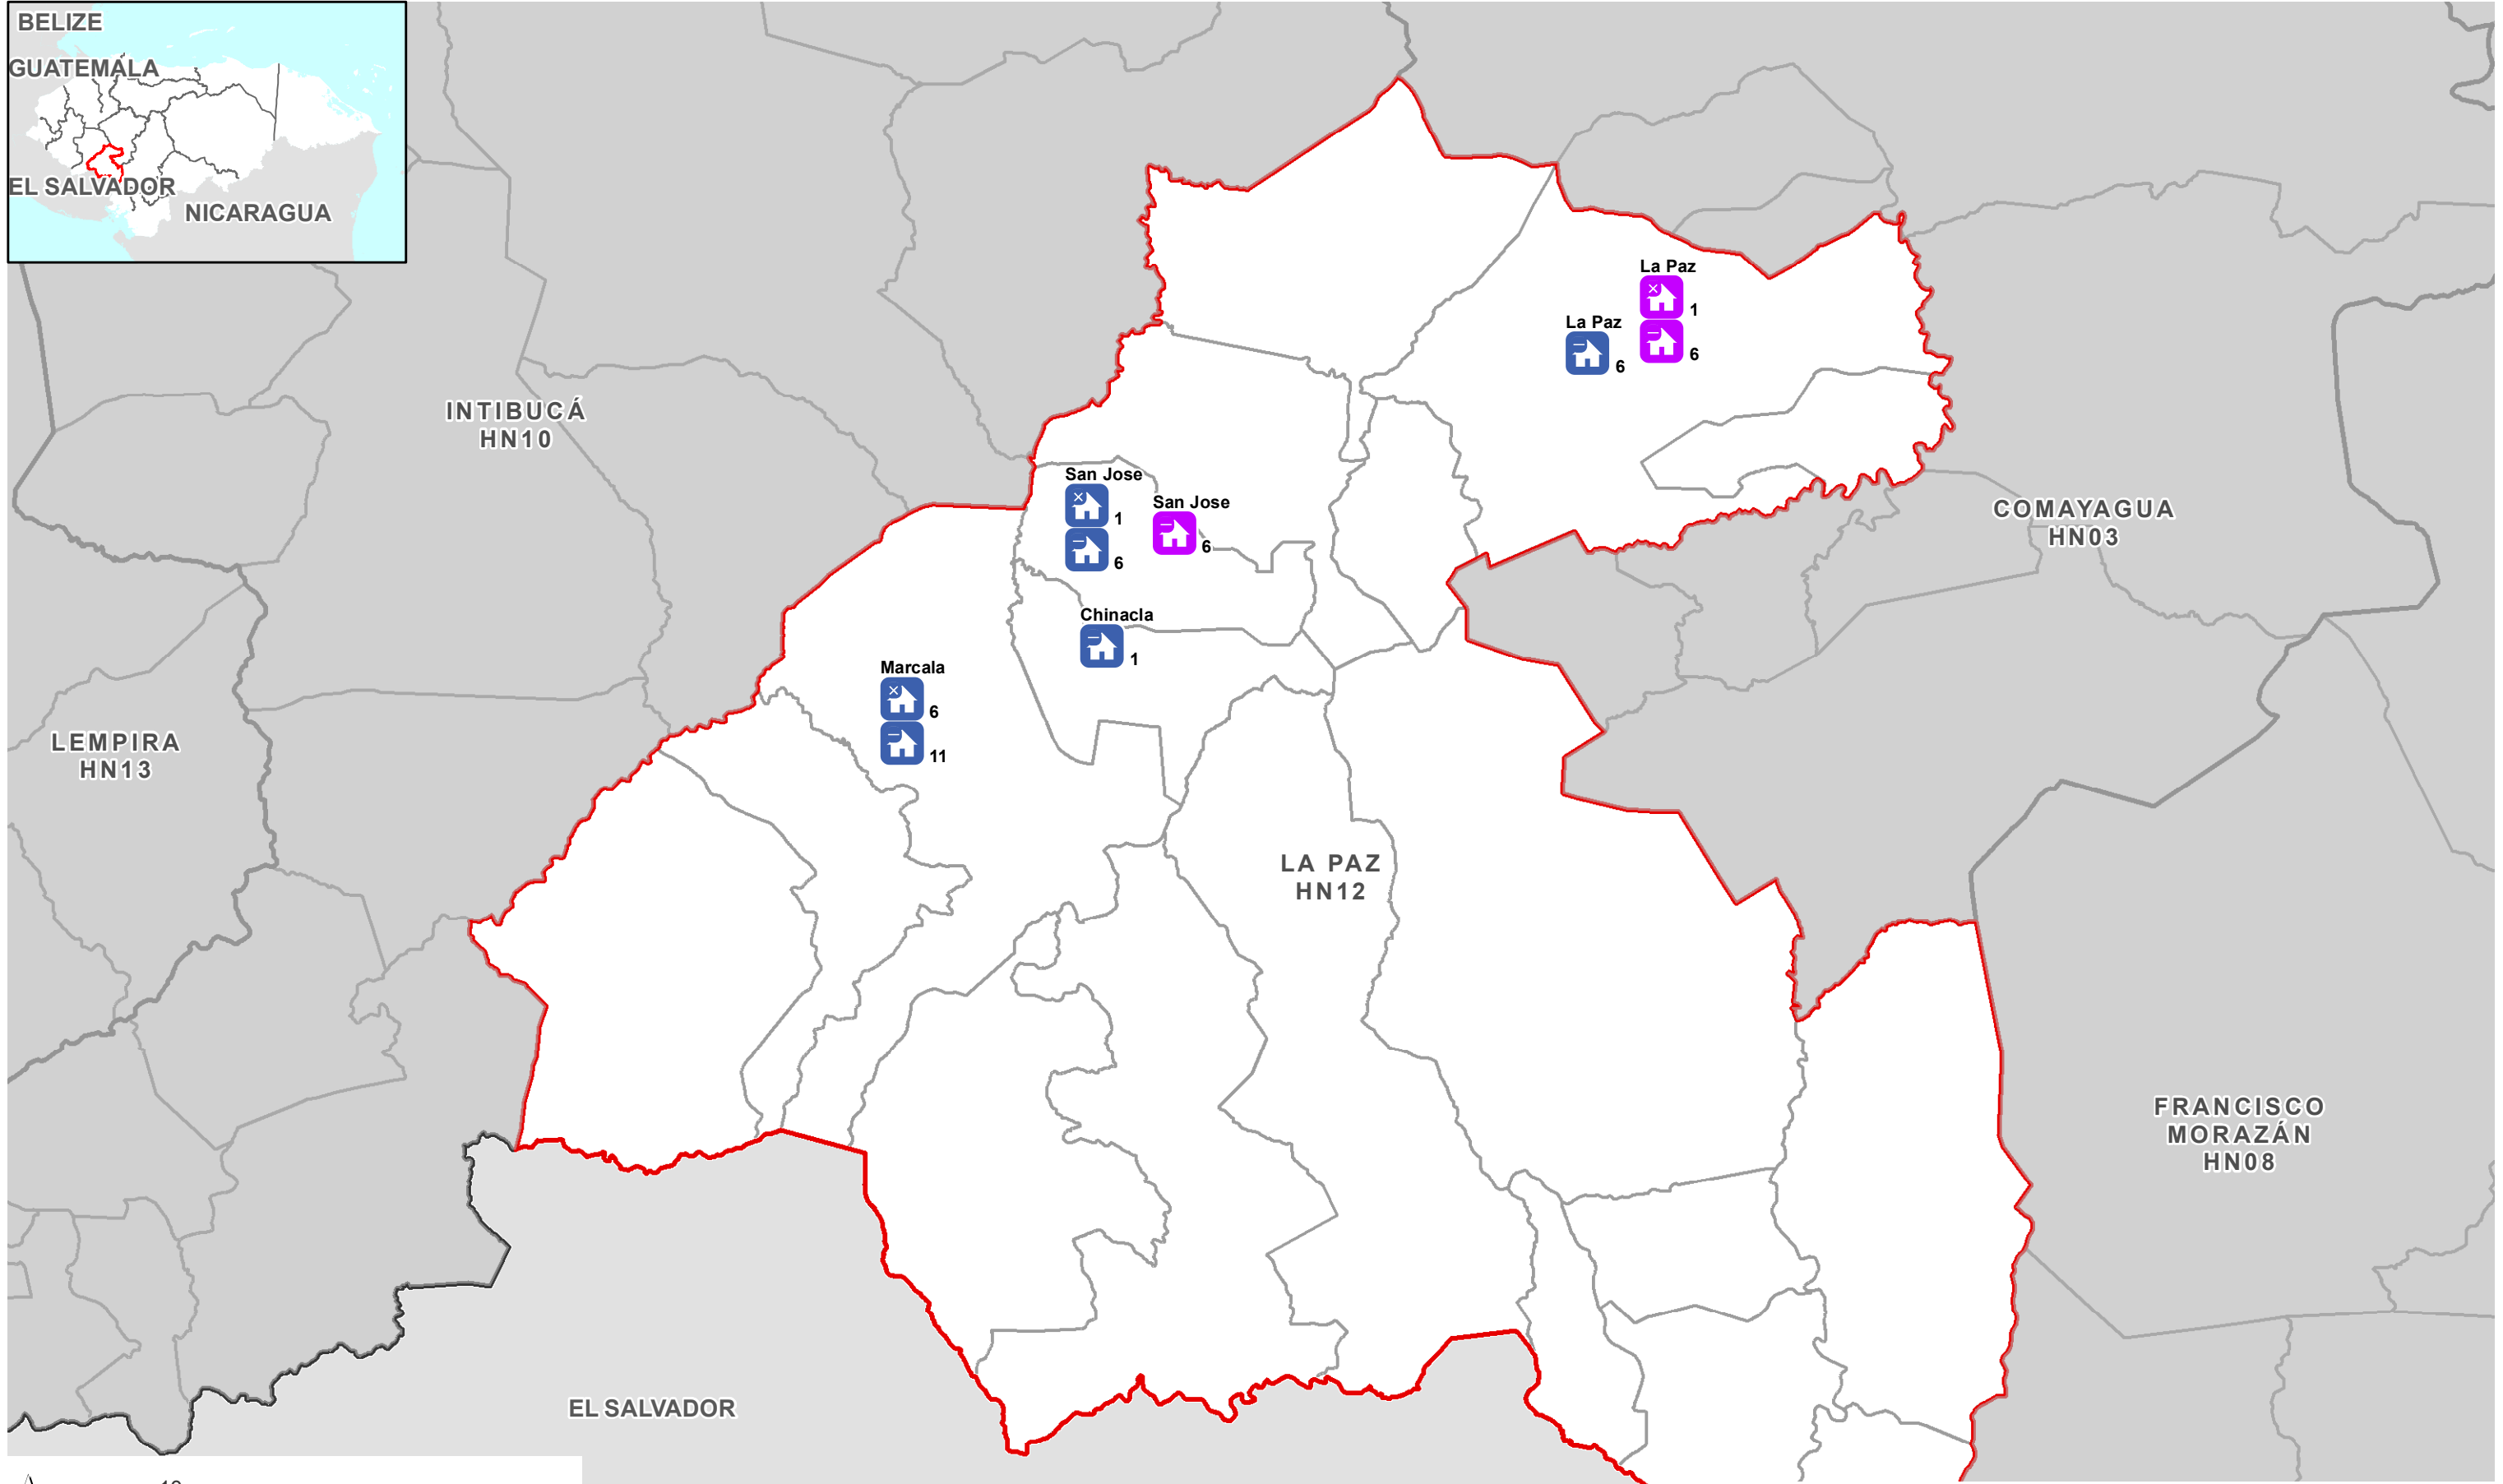 BELIZE
GUATEMALA
EL SALVADOR
NICARAGUA
La Paz
1
6
La Paz
6
INTIBUCÁ
HN10
San Jose
1
6
San Jose
6
COMAYAGUA
HN03
Chinacla
1
Marcala
6
11
LEMPIRA
HN13
LA PAZ
HN12
FRANCISCO
MORAZÁN
HN08
EL SALVADOR